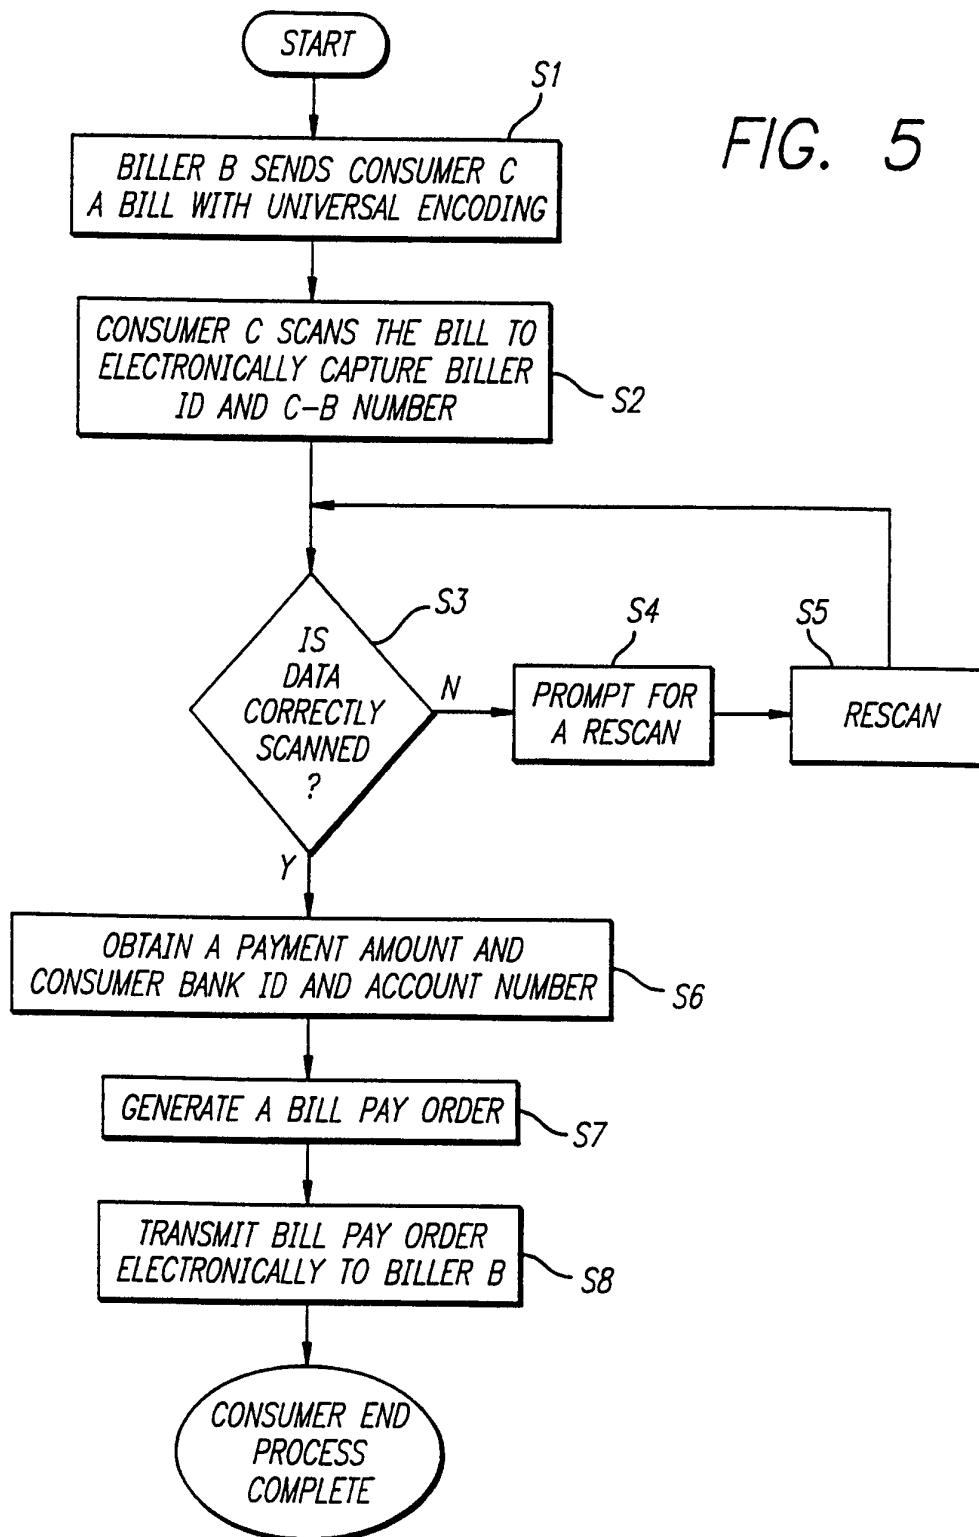 START
S1
FIG. 5
BILLER B SENDS CONSUMER C
A BILL WITH UNIVERSAL ENCODING
CONSUMER C SCANS THE BILL TO
ELECTRONICALLY CAPTURE BILLER
ID AND C-B NUMBER
S2
S3
IS
DATA
CORRECTLY
SCANNED
?
N
S4
PROMPT FOR
A RESCAN
S5
RESCAN
Y
OBTAIN A PAYMENT AMOUNT AND
CONSUMER BANK ID AND ACCOUNT NUMBER
S6
GENERATE A BILL PAY ORDER
S7
TRANSMIT BILL PAY ORDER
ELECTRONICALLY TO BILLER B
S8
CONSUMER END
PROCESS
COMPLETE